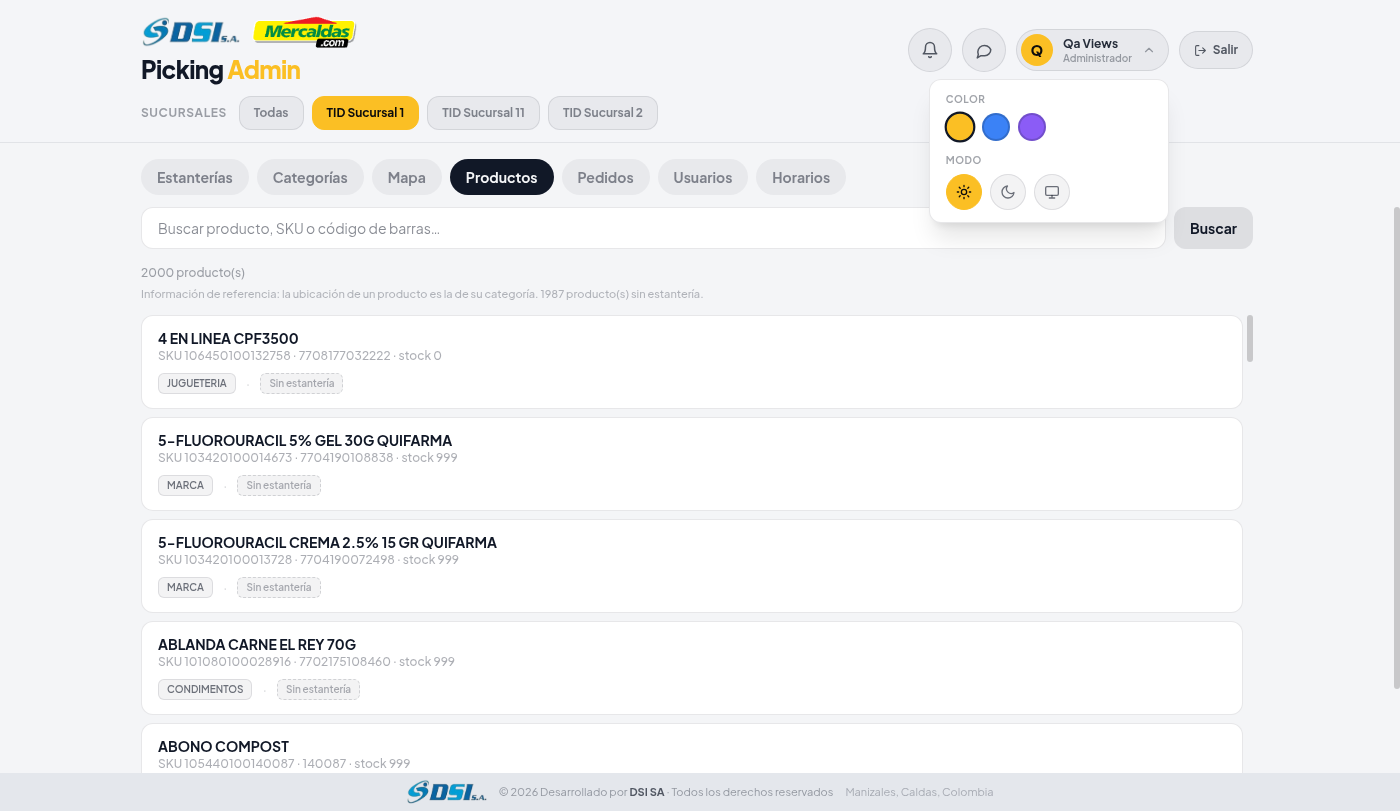 DSI S.A. Mercaldas .com
Picking Admin
Q Qa Views
Administrador
Salir
SUCURSALES Todas TID Sucursal 1 TID Sucursal 11 TID Sucursal 2
COLOR
MODO
Estanterías Categorías Mapa Productos Pedidos Usuarios Horarios
Buscar producto, SKU o código de barras... Buscar
2000 producto(s)
Información de referencia: la ubicación de un producto es la de su categoría. 1987 producto(s) sin estantería.
4 EN LINEA CPF3500
SKU 106450100132758 · 7708177032222 · stock 0
JUGUETERIA · Sin estantería
5-FLUOROURACIL 5% GEL 30G QUIFARMA
SKU 103420100014673 · 7704190108838 · stock 999
MARCA · Sin estantería
5-FLUOROURACIL CREMA 2.5% 15 GR QUIFARMA
SKU 103420100013728 · 7704190072498 · stock 999
MARCA · Sin estantería
ABLANDA CARNE EL REY 70G
SKU 101080100028916 · 7702175108460 · stock 999
CONDIMENTOS · Sin estantería
ABONO COMPOST
SKU 105440100140087 · 140087 · stock 999
DSI S.A. © 2026 Desarrollado por DSI SA · Todos los derechos reservados Manizales, Caldas, Colombia